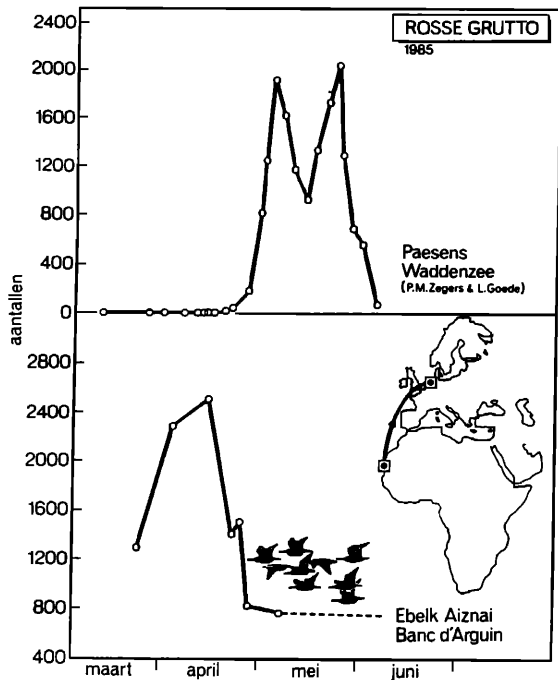 ROSSE GRUTTO
1985
aantallen
2400
2000
1600
1200
800
400
0
Paesens
Waddenzee
(P.M.Zegers & L.Goede)
2800
2400
2000
1600
1200
800
400
Ebelk Aiznai
Banc d'Arguin
maart
april
mei
juni